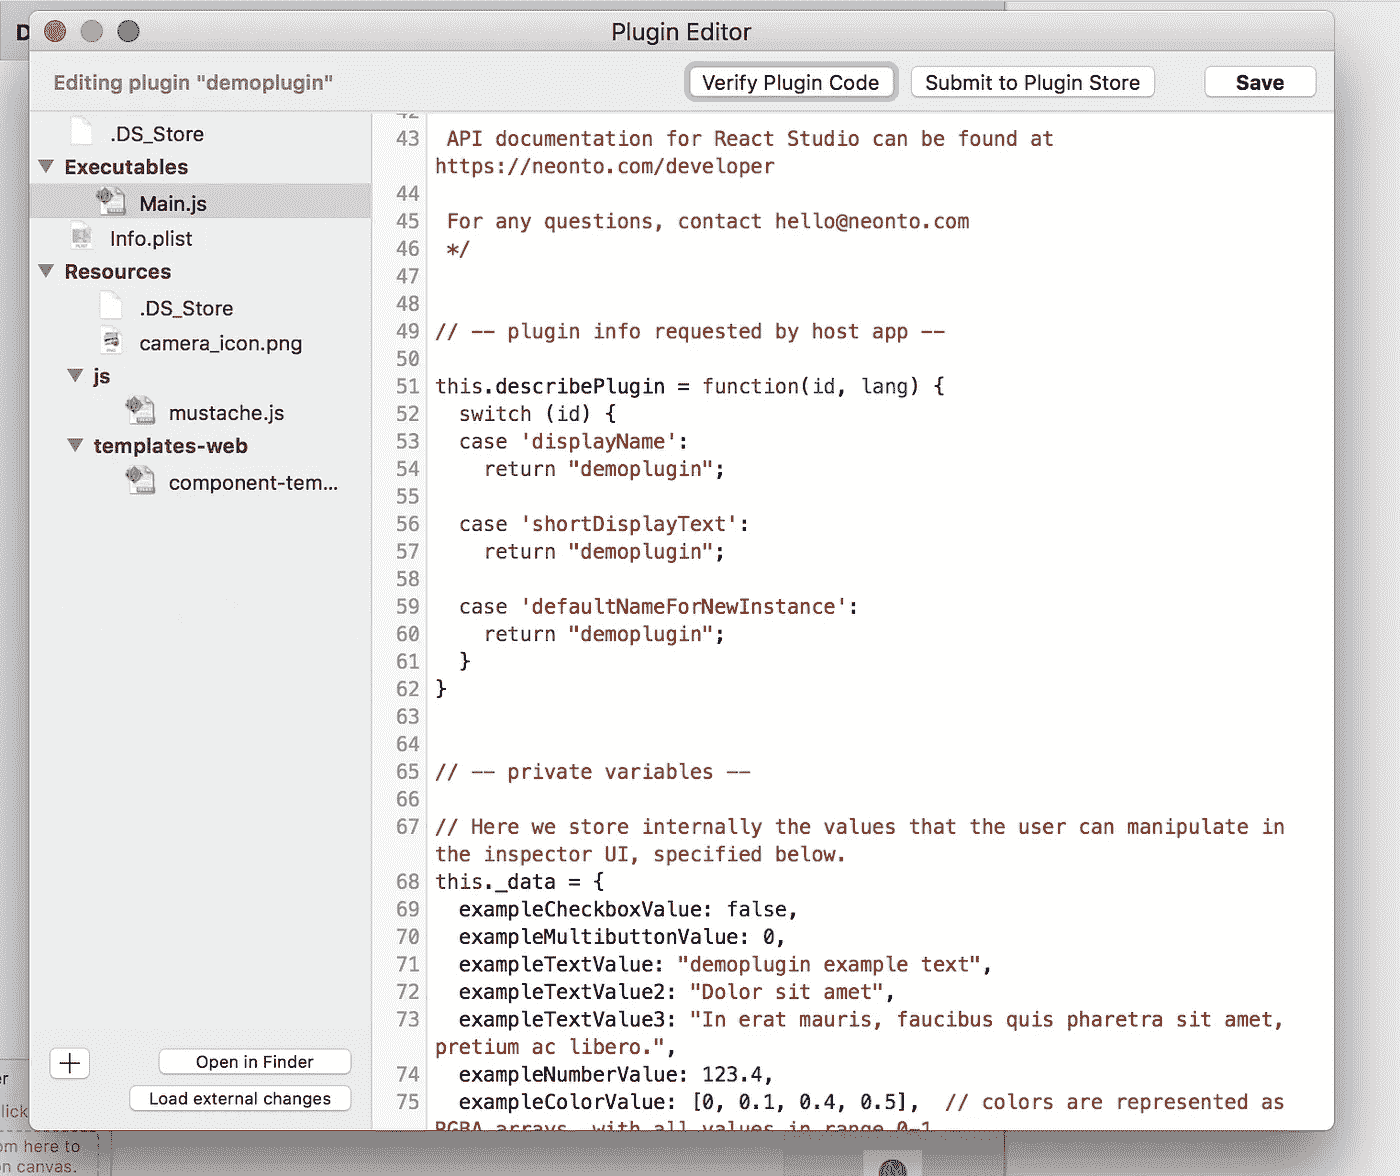 D
Plugin Editor
Editing plugin "demoplugin"
Verify Plugin Code
Submit to Plugin Store
Save
.DS_Store
Executables
Main.js
Info.plist
Resources
.DS_Store
camera_icon.png
js
mustache.js
templates-web
component-tem...
Open in Finder
Load external changes
42
43 API documentation for React Studio can be found at
https://neonto.com/developer
44
45 For any questions, contact hello@neonto.com
46 */
47
48
49 // -- plugin info requested by host app --
50
51 this.describePlugin = function(id, lang) {
52 switch (id) {
53 case 'displayName':
54 return "demoplugin";
55
56 case 'shortDisplayText':
57 return "demoplugin";
58
59 case 'defaultNameForNewInstance':
60 return "demoplugin";
61 }
62 }
63
64
65 // -- private variables --
66
67 // Here we store internally the values that the user can manipulate in
the inspector UI, specified below.
68 this._data = {
69 exampleCheckboxValue: false,
70 exampleMultibuttonValue: 0,
71 exampleTextValue: "demoplugin example text",
72 exampleTextValue2: "Dolor sit amet",
73 exampleTextValue3: "In erat mauris, faucibus quis pharetra sit amet,
pretium ac libero.",
74 exampleNumberValue: 123.4,
75 exampleColorValue: [0, 0.1, 0.4, 0.5], // colors are represented as
RGBA arrays, with all values in range 0-1
r
lick
om here to
n canvas.